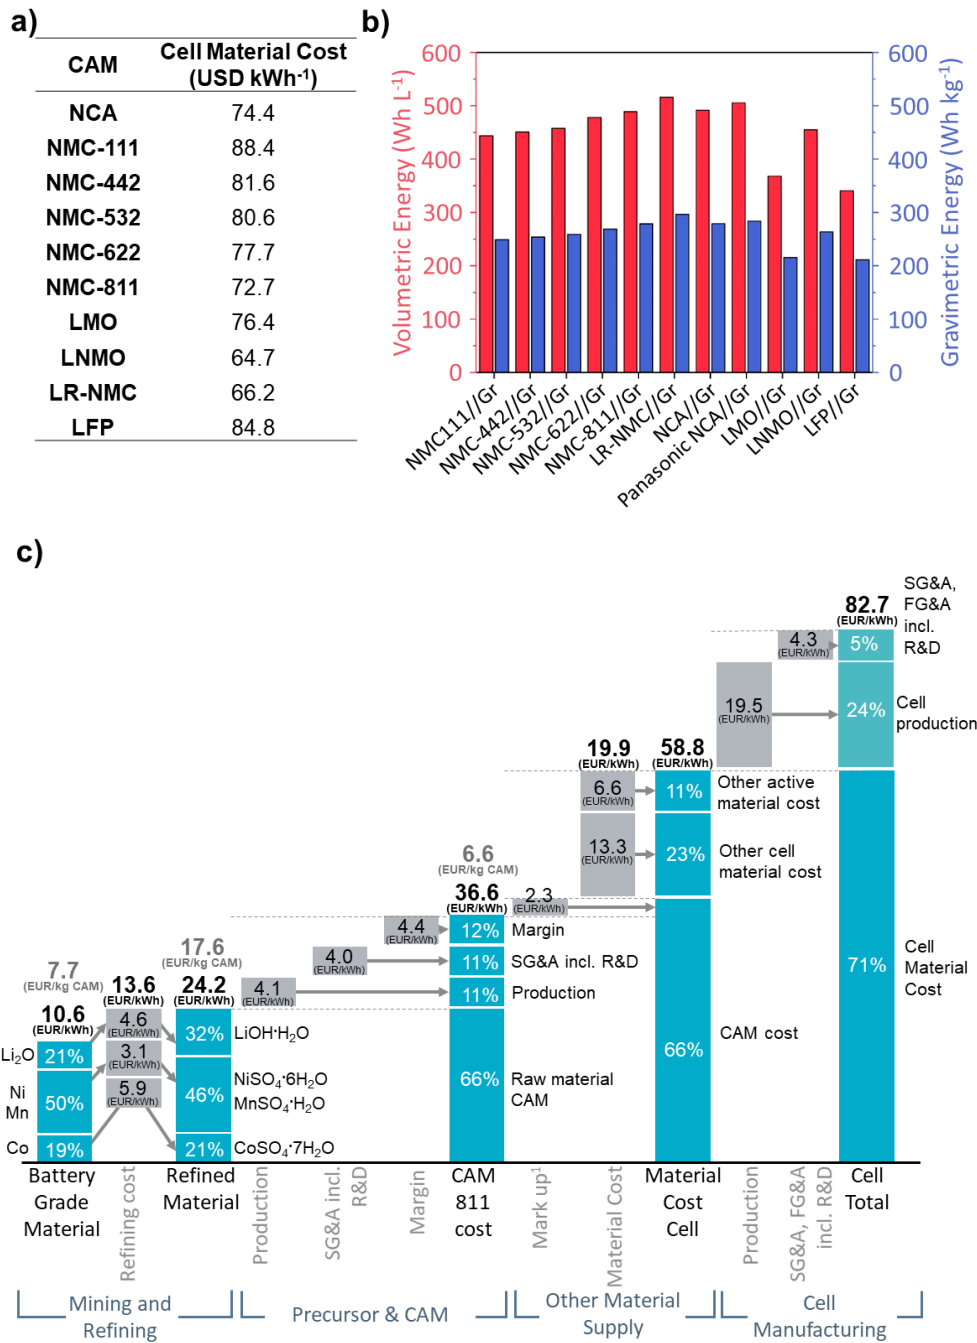 a)
CAM
Cell Material Cost
(USD kWh⁻¹)
NCA 74.4
NMC-111 88.4
NMC-442 81.6
NMC-532 80.6
NMC-622 77.7
NMC-811 72.7
LMO 76.4
LNMO 64.7
LR-NMC 66.2
LFP 84.8
b)
Volumetric Energy (Wh L⁻¹)
600
500
400
300
200
100
0
600
500
400
300
200
100
0
Gravimetric Energy (Wh kg⁻¹)
NMC111//Gr
NMC-442//Gr
NMC-532//Gr
NMC-622//Gr
NMC-811//Gr
LR-NMC//Gr
NCA//Gr
Panasonic NCA//Gr
LMO//Gr
LNMO//Gr
LFP//Gr
c)
7.7
(EUR/kg CAM)
10.6
(EUR/kWh)
Li₂O 21%
Ni
Mn
50%
Co 19%
13.6
(EUR/kWh)
4.6
(EUR/kWh)
3.1
(EUR/kWh)
5.9
(EUR/kWh)
17.6
(EUR/kg CAM)
24.2
(EUR/kWh)
32% LiOH·H₂O
46%
NiSO₄·6H₂O
MnSO₄·H₂O
21% CoSO₄·7H₂O
4.1
(EUR/kWh)
4.0
(EUR/kWh)
4.4
(EUR/kWh)
6.6
(EUR/kg CAM)
36.6
(EUR/kWh)
12% Margin
11% SG&A incl. R&D
11% Production
66%
Raw material
CAM
2.3
(EUR/kWh)
19.9
(EUR/kWh)
6.6
(EUR/kWh)
13.3
(EUR/kWh)
58.8
(EUR/kWh)
11%
Other active
material cost
23%
Other cell
material cost
66% CAM cost
19.5
(EUR/kWh)
4.3
(EUR/kWh)
82.7
(EUR/kWh)
5%
SG&A,
FG&A
incl.
R&D
24%
Cell
production
71%
Cell
Material
Cost
Battery
Grade
Material
Refining cost
Refined
Material
Production
SG&A incl.
R&D
Margin
CAM
811
cost
Mark up¹
Material Cost
Material
Cost
Cell
Production
SG&A, FG&A
incl. R&D
Cell
Total
Mining and
Refining
Precursor & CAM
Other Material
Supply
Cell
Manufacturing